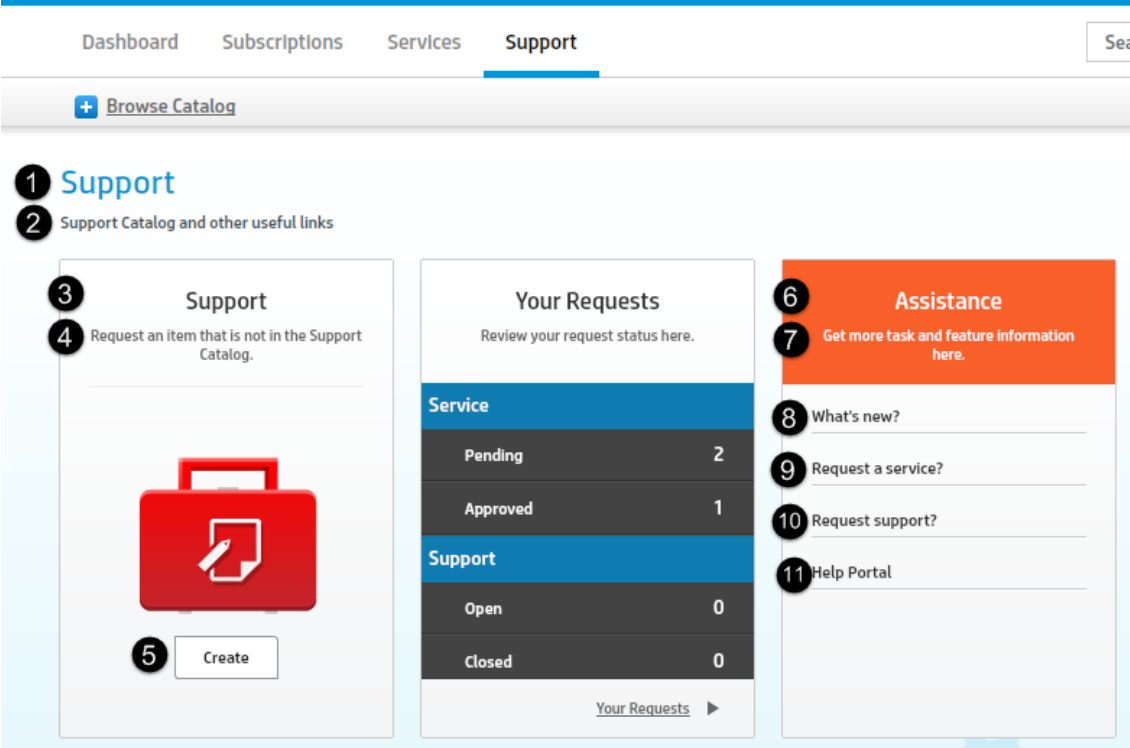 Dashboard Subscriptions Services Support
Browse Catalog
1 Support
2 Support Catalog and other useful links
3 Support
4 Request an item that is not in the Support
Catalog.
5 Create
Your Requests
Review your request status here.
Service
Pending 2
Approved 1
Support
Open 0
Closed 0
Your Requests
6 Assistance
7 Get more task and feature information
here.
8 What's new?
9 Request a service?
10 Request support?
11 Help Portal